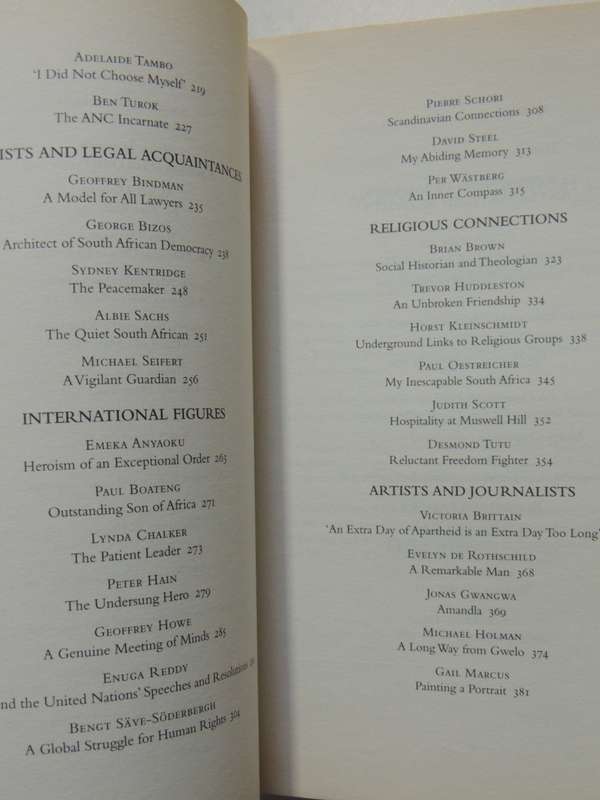 ADELAIDE TAMBO
'I Did Not Choose Myself' 219
BEN TUROK
The ANC Incarnate 227
ISTS AND LEGAL ACQUAINTANCES
GEOFFREY BINDMAN
A Model for All Lawyers 235
GEORGE BIZOS
Architect of South African Democracy 238
SYDNEY KENTRIDGE
The Peacemaker 248
ALBIE SACHS
The Quiet South African 251
MICHAEL SEIFERT
A Vigilant Guardian 256
INTERNATIONAL FIGURES
EMEKA ANYAOKU
Heroism of an Exceptional Order 265
PAUL BOATENG
Outstanding Son of Africa 271
LYNDA CHALKER
The Patient Leader 273
PETER HAIN
The Undersung Hero 279
GEOFFREY HOWE
A Genuine Meeting of Minds 285
ENUGA REDDY
nd the United Nations' Speeches and Resolutions
BENGT SÄVE-SÖDERBERGH
A Global Struggle for Human Rights 304
PIERRE SCHORI
Scandinavian Connections 308
DAVID STEEL
My Abiding Memory 313
PER WÄSTBERG
An Inner Compass 315
RELIGIOUS CONNECTIONS
BRIAN BROWN
Social Historian and Theologian 323
TREVOR HUDDLESTON
An Unbroken Friendship 334
HORST KLEINSCHMIDT
Underground Links to Religious Groups 338
PAUL OESTREICHER
My Inescapable South Africa 345
JUDITH SCOTT
Hospitality at Muswell Hill 352
DESMOND TUTU
Reluctant Freedom Fighter 354
ARTISTS AND JOURNALISTS
VICTORIA BRITTAIN
'An Extra Day of Apartheid is an Extra Day Too Long'
EVELYN DE ROTHSCHILD
A Remarkable Man 368
JONAS GWANGWA
Amandla 369
MICHAEL HOLMAN
A Long Way from Gwelo 374
GAIL MARCUS
Painting a Portrait 381